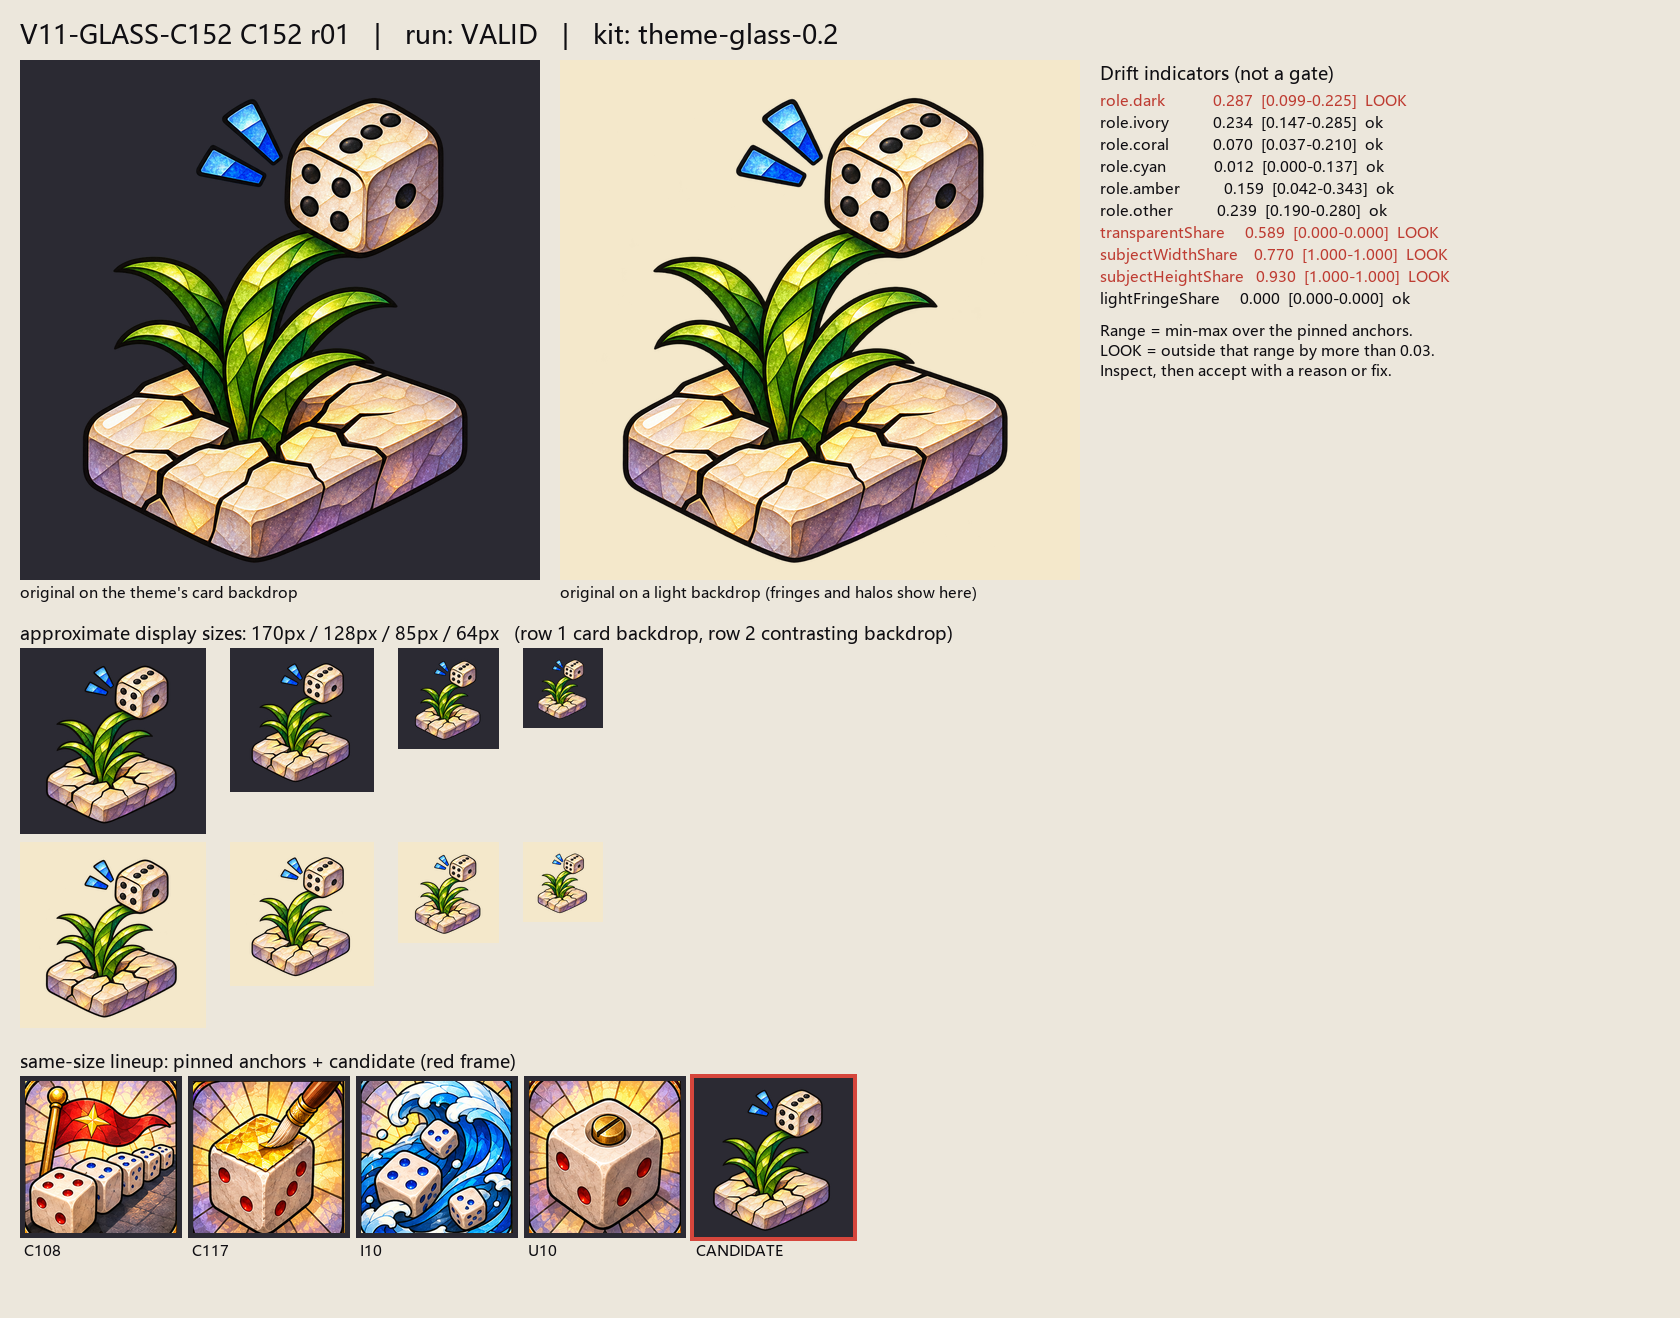 V11-GLASS-C152 C152 r01 | run: VALID | kit: theme-glass-0.2
Drift indicators (not a gate)
role.dark 0.287 [0.099-0.225] LOOK
role.ivory 0.234 [0.147-0.285] ok
role.coral 0.070 [0.037-0.210] ok
role.cyan 0.012 [0.000-0.137] ok
role.amber 0.159 [0.042-0.343] ok
role.other 0.239 [0.190-0.280] ok
transparentShare 0.589 [0.000-0.000] LOOK
subjectWidthShare 0.770 [1.000-1.000] LOOK
subjectHeightShare 0.930 [1.000-1.000] LOOK
lightFringeShare 0.000 [0.000-0.000] ok
Range = min-max over the pinned anchors.
LOOK = outside that range by more than 0.03.
Inspect, then accept with a reason or fix.
original on the theme's card backdrop
original on a light backdrop (fringes and halos show here)
approximate display sizes: 170px / 128px / 85px / 64px (row 1 card backdrop, row 2 contrasting backdrop)
same-size lineup: pinned anchors + candidate (red frame)
C108
C117
I10
U10
CANDIDATE